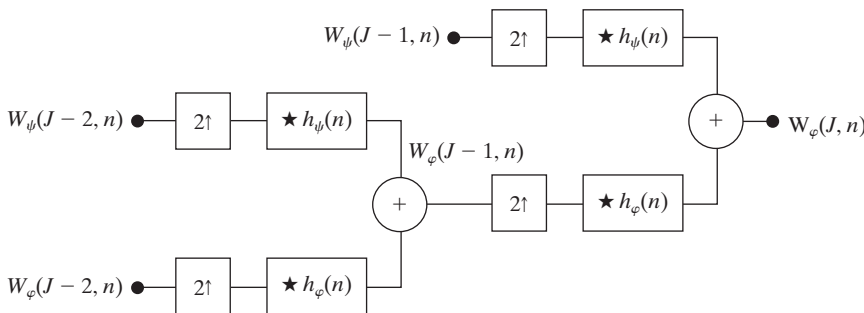 W_ψ(J − 1, n) 2↑ ★ h_ψ(n)
W_ψ(J − 2, n) 2↑ ★ h_ψ(n) + W_φ(J, n)
W_φ(J − 1, n)
+ 2↑ ★ h_φ(n)
W_φ(J − 2, n) 2↑ ★ h_φ(n)